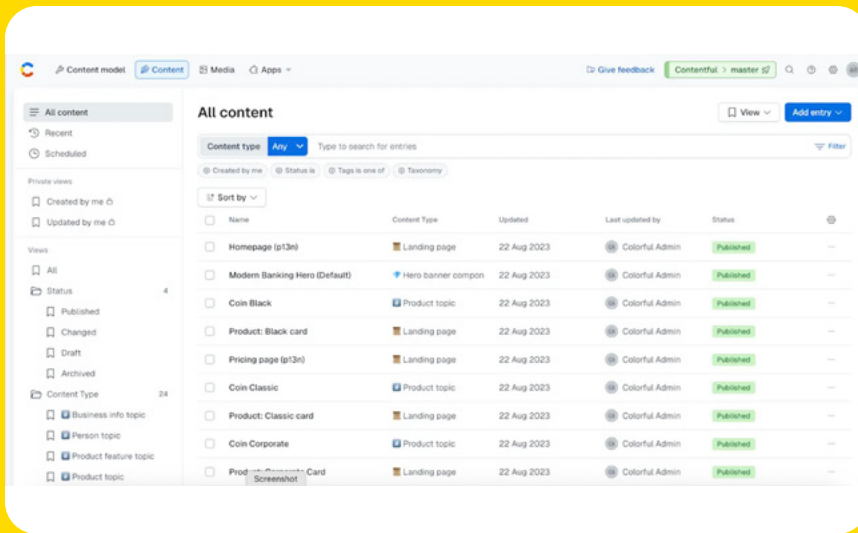 Content model Content Media Apps Give feedback Contentful > master
All content
Recent
Scheduled
Private views
Created by me
Updated by me
Views
All
Status 4
Published
Changed
Draft
Archived
Content Type 24
Business info topic
Person topic
Product feature topic
Product topic
All content View Add entry
Content type Any Type to search for entries Filter
Created by me Status is Tags is one of Taxonomy
Sort by
Name Content Type Updated Last updated by Status
Homepage (p13n) Landing page 22 Aug 2023 Colorful Admin Published
Modern Banking Hero (Default) Hero banner compon 22 Aug 2023 Colorful Admin Published
Coin Black Product topic 22 Aug 2023 Colorful Admin Published
Product: Black card Landing page 22 Aug 2023 Colorful Admin Published
Pricing page (p13n) Landing page 22 Aug 2023 Colorful Admin Published
Coin Classic Product topic 22 Aug 2023 Colorful Admin Published
Product: Classic card Landing page 22 Aug 2023 Colorful Admin Published
Coin Corporate Product topic 22 Aug 2023 Colorful Admin Published
Card Landing page 22 Aug 2023 Colorful Admin Published
Screenshot